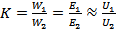 K = W₁/W₂ = E₁/E₂ ≈ U₁/U₂